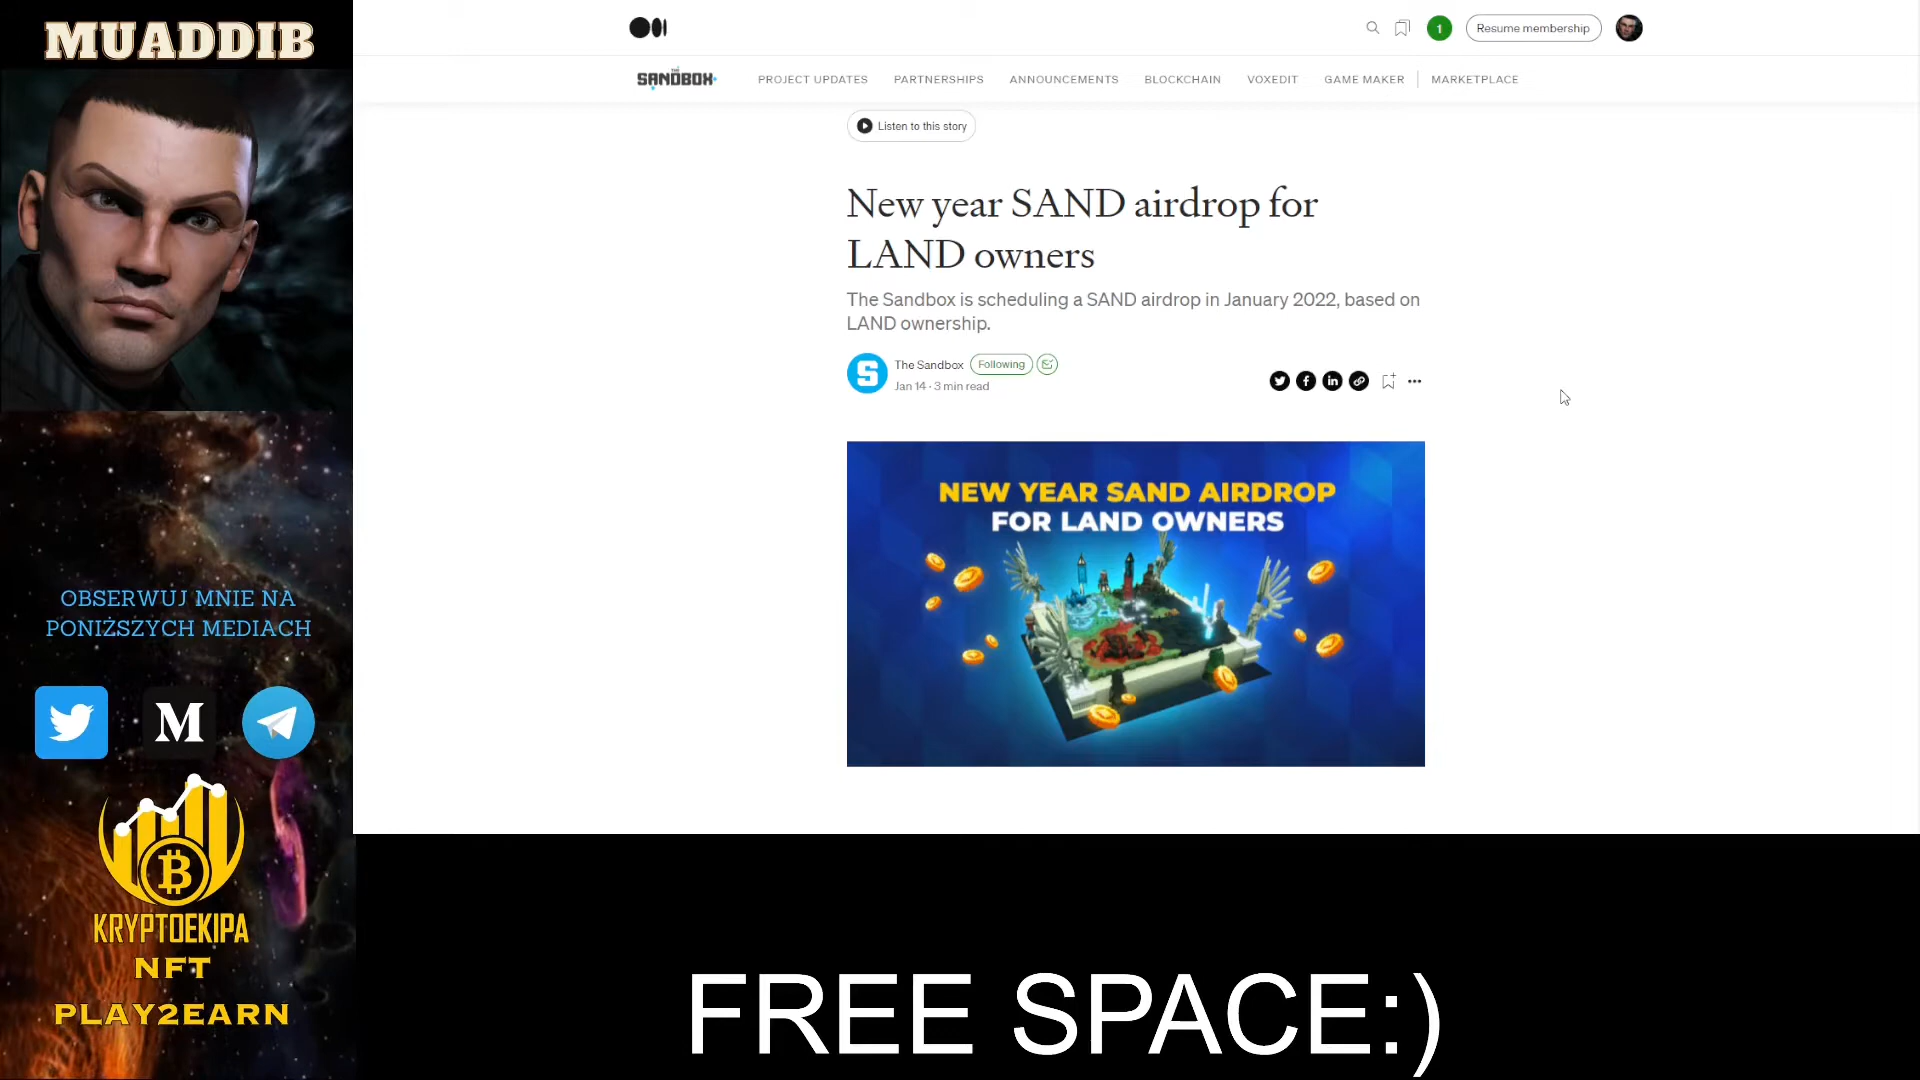 MUADDIB
OBSERWUJ MNIE NA
PONIŻSZYCH MEDIACH
M
KRYPTOEKIPA
NFT
PLAY2EARN
1
Resume membership
THE
SANDBOX
PROJECT UPDATES
PARTNERSHIPS
ANNOUNCEMENTS
BLOCKCHAIN
VOXEDIT
GAME MAKER
MARKETPLACE
Listen to this story
New year SAND airdrop for
LAND owners
The Sandbox is scheduling a SAND airdrop in January 2022, based on
LAND ownership.
S
The Sandbox
Following
Jan 14 · 3 min read
NEW YEAR SAND AIRDROP
FOR LAND OWNERS
FREE SPACE:)